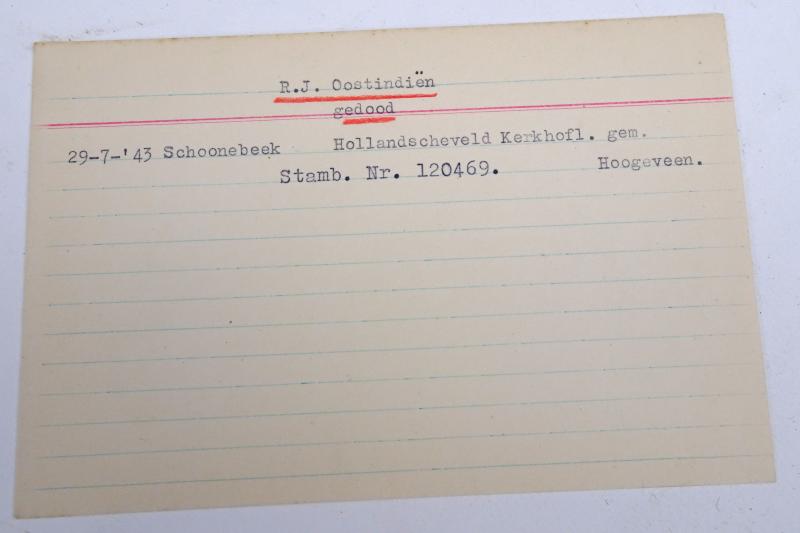 R.J. Oostindiën
gedood
29-7-'43 Schoonebeek Hollandscheveld Kerkhofl. gem.
Stamb. Nr. 120469. Hoogeveen.